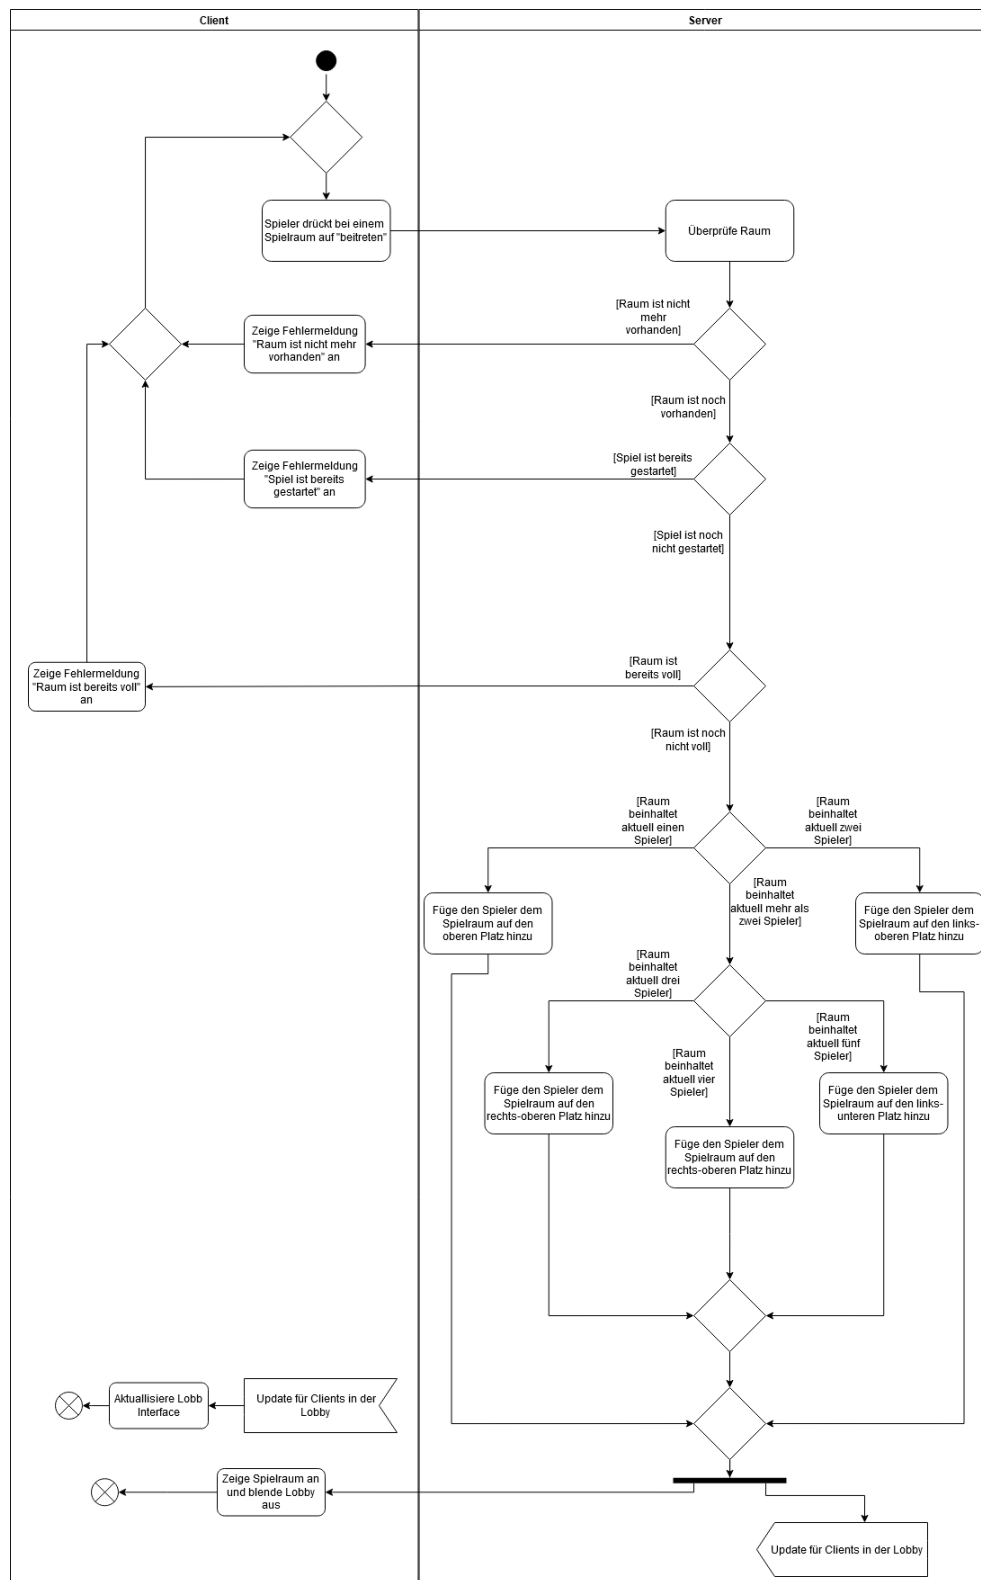 Client
Server
Spieler drückt bei einem
Spielraum auf "beitreten"
Überprüfe Raum
[Raum ist nicht
mehr
vorhanden]
Zeige Fehlermeldung
"Raum ist nicht mehr
vorhanden" an
[Raum ist noch
vorhanden]
[Spiel ist bereits
gestartet]
Zeige Fehlermeldung
"Spiel ist bereits
gestartet" an
[Spiel ist noch
nicht gestartet]
[Raum ist
bereits voll]
Zeige Fehlermeldung
"Raum ist bereits voll"
an
[Raum ist noch
nicht voll]
[Raum
beinhaltet
aktuell einen
Spieler]
[Raum
beinhaltet
aktuell zwei
Spieler]
[Raum
beinhaltet
aktuell mehr als
zwei Spieler]
Füge den Spieler dem
Spielraum auf den
oberen Platz hinzu
Füge den Spieler dem
Spielraum auf den links-
oberen Platz hinzu
[Raum
beinhaltet
aktuell drei
Spieler]
[Raum
beinhaltet
aktuell fünf
Spieler]
[Raum
beinhaltet
aktuell vier
Spieler]
Füge den Spieler dem
Spielraum auf den
rechts-oberen Platz hinzu
Füge den Spieler dem
Spielraum auf den
rechts-oberen Platz hinzu
Füge den Spieler dem
Spielraum auf den links-
unteren Platz hinzu
Aktuallisiere Lobb
Interface
Update für Clients in der
Lobby
Zeige Spielraum an
und blende Lobby
aus
Update für Clients in der Lobby